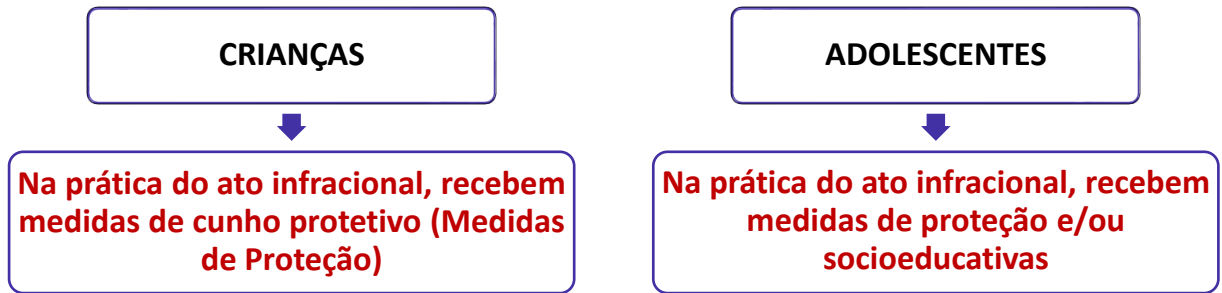 CRIANÇAS
Na prática do ato infracional, recebem
medidas de cunho protetivo (Medidas
de Proteção)
ADOLESCENTES
Na prática do ato infracional, recebem
medidas de proteção e/ou
socioeducativas